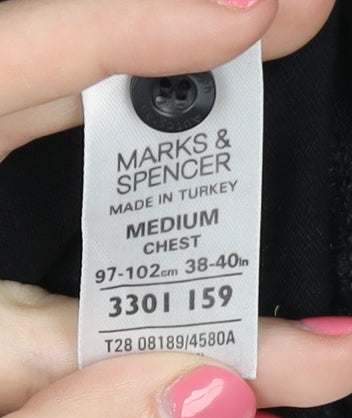 MARKS &
SPENCER
MADE IN TURKEY
MEDIUM
CHEST
97-102cm 38-40in
3301 159
T28 08189/4580A